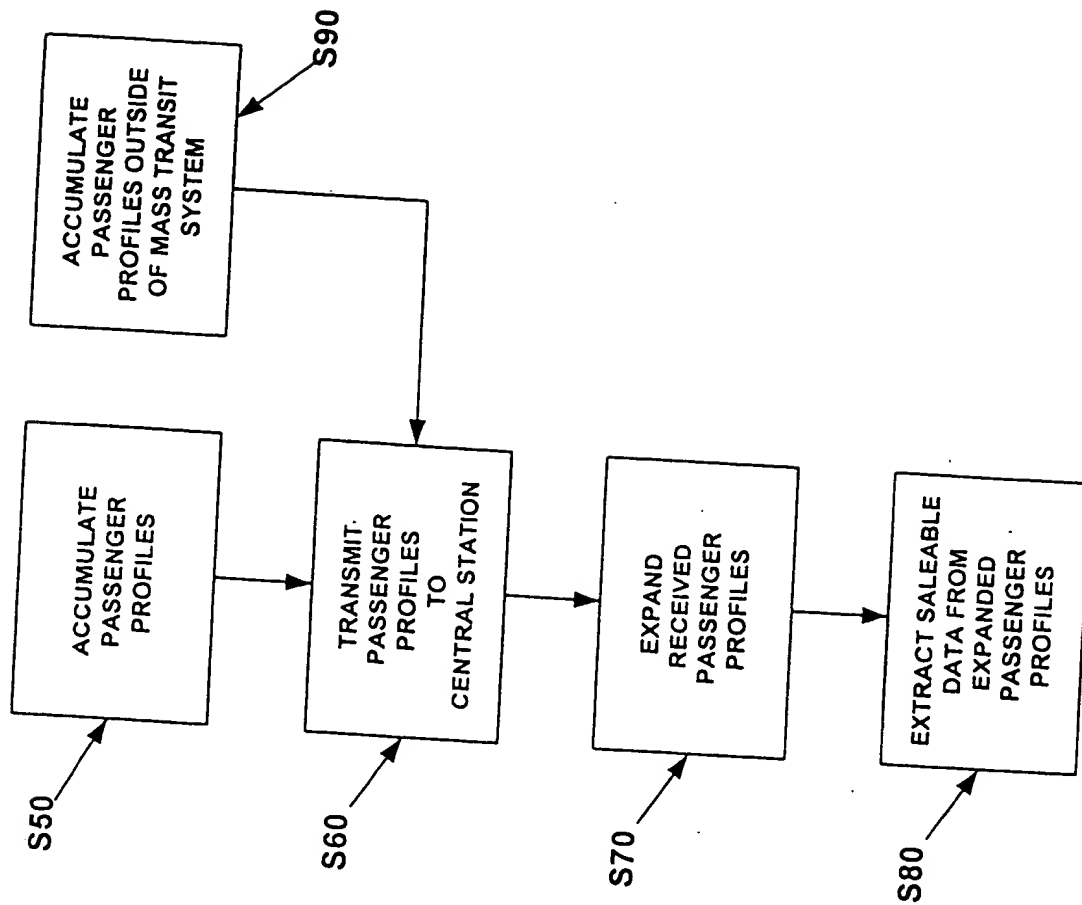 S50
ACCUMULATE
PASSENGER
PROFILES
S90
ACCUMULATE
PASSENGER
PROFILES OUTSIDE
OF MASS TRANSIT
SYSTEM
S60
TRANSMIT
PASSENGER
PROFILES
TO
CENTRAL STATION
S70
EXPAND
RECEIVED
PASSENGER
PROFILES
S80
EXTRACT SALEABLE
DATA FROM
EXPANDED
PASSENGER
PROFILES